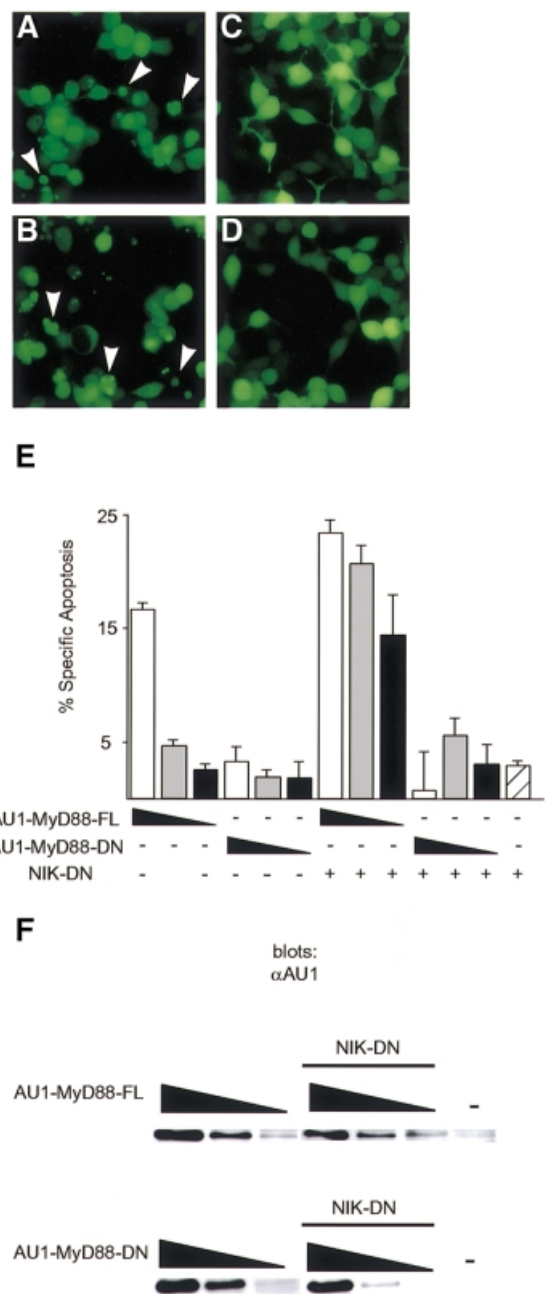 A C
B D
E
25
15
5
% Specific Apoptosis
AU1-MyD88-FL - - - - - - -
AU1-MyD88-DN - - - - - - -
NIK-DN - - - - - + + + + + + +
F
blots:
αAU1
NIK-DN
AU1-MyD88-FL -
NIK-DN
AU1-MyD88-DN -